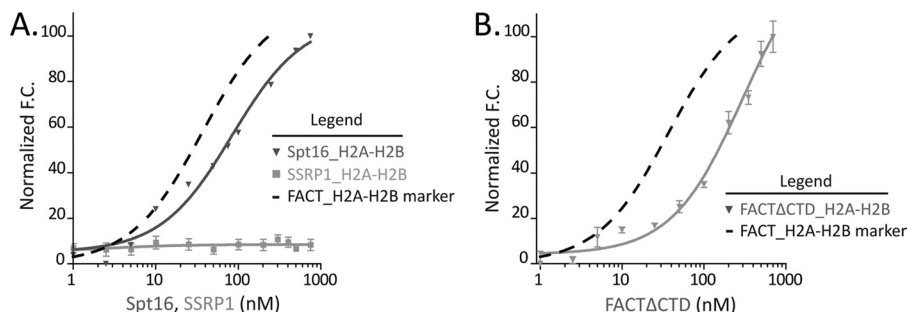 A.
Normalized F.C.
100
80
60
40
20
0
1
10
100
1000
Spt16, SSRP1 (nM)
Legend
Spt16_H2A-H2B
SSRP1_H2A-H2B
FACT_H2A-H2B marker
B.
Normalized F.C.
100
80
60
40
20
0
1
10
100
1000
FACTΔCTD (nM)
Legend
FACTΔCTD_H2A-H2B
FACT_H2A-H2B marker